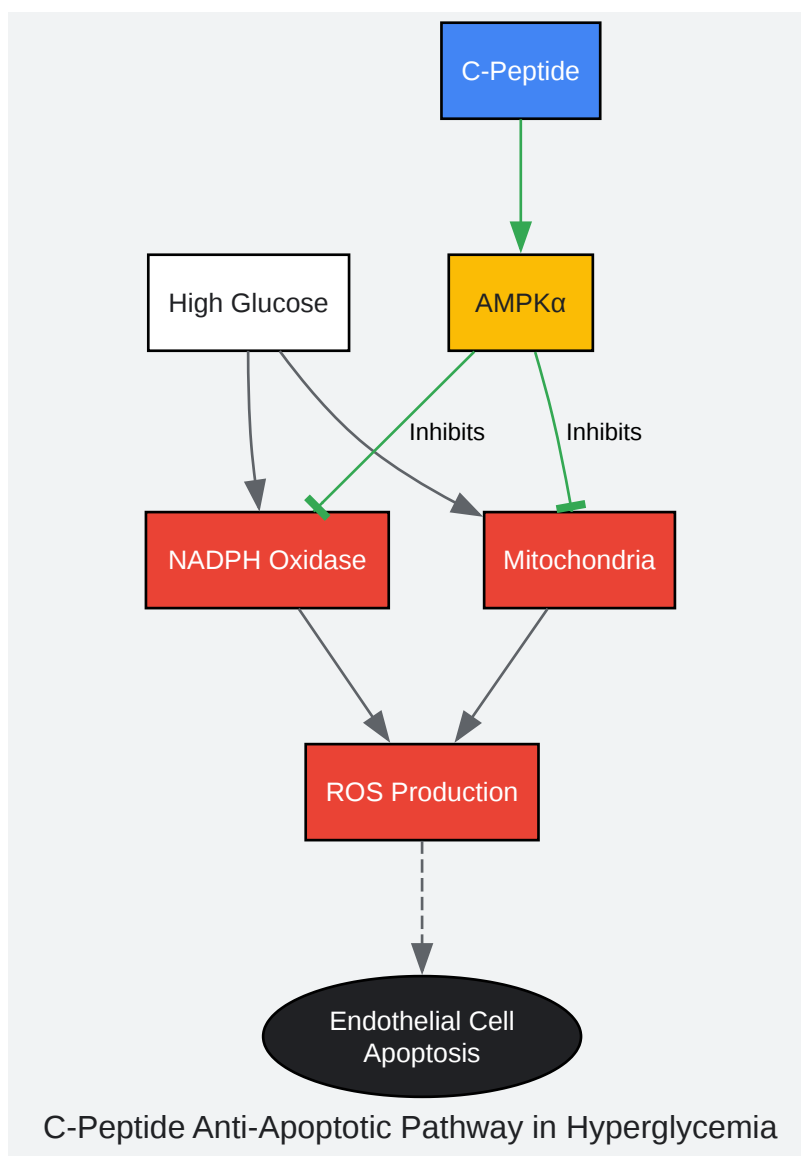 C-Peptide
High Glucose
AMPKα
Inhibits
Inhibits
NADPH Oxidase
Mitochondria
ROS Production
Endothelial Cell
Apoptosis
C-Peptide Anti-Apoptotic Pathway in Hyperglycemia